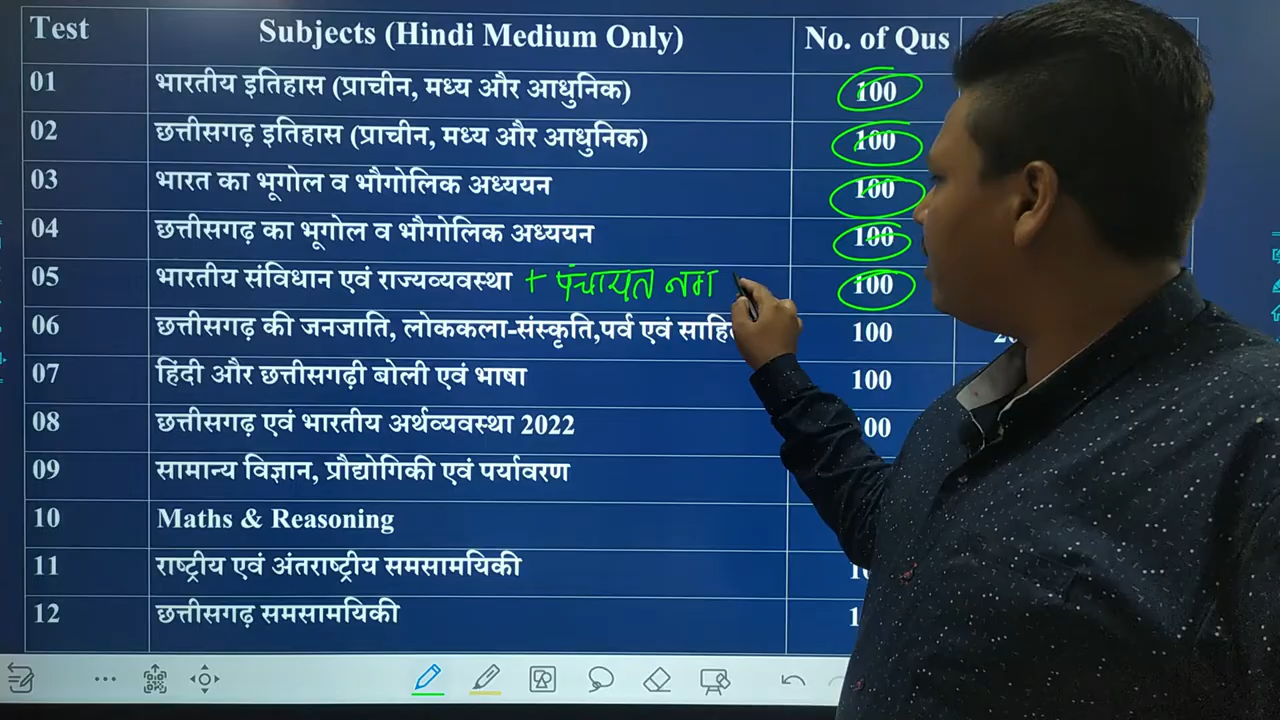 Test Subjects (Hindi Medium Only) No. of Qus
01 भारतीय इतिहास (प्राचीन, मध्य और आधुनिक) 100
02 छत्तीसगढ़ इतिहास (प्राचीन, मध्य और आधुनिक) 100
03 भारत का भूगोल व भौगोलिक अध्ययन 100
04 छत्तीसगढ़ का भूगोल व भौगोलिक अध्ययन 100
05 भारतीय संविधान एवं राज्यव्यवस्था + पंचायत नग 100
06 छत्तीसगढ़ की जनजाति, लोककला-संस्कृति,पर्व एवं 100
07 हिंदी और छत्तीसगढ़ी बोली एवं भाषा 100
08 छत्तीसगढ़ एवं भारतीय अर्थव्यवस्था 2022
09 सामान्य विज्ञान, प्रौद्योगिकी एवं पर्यावरण
10 Maths & Reasoning
11 राष्ट्रीय एवं अंतराष्ट्रीय समसामयिकी
12 छत्तीसगढ़ समसामयिकी